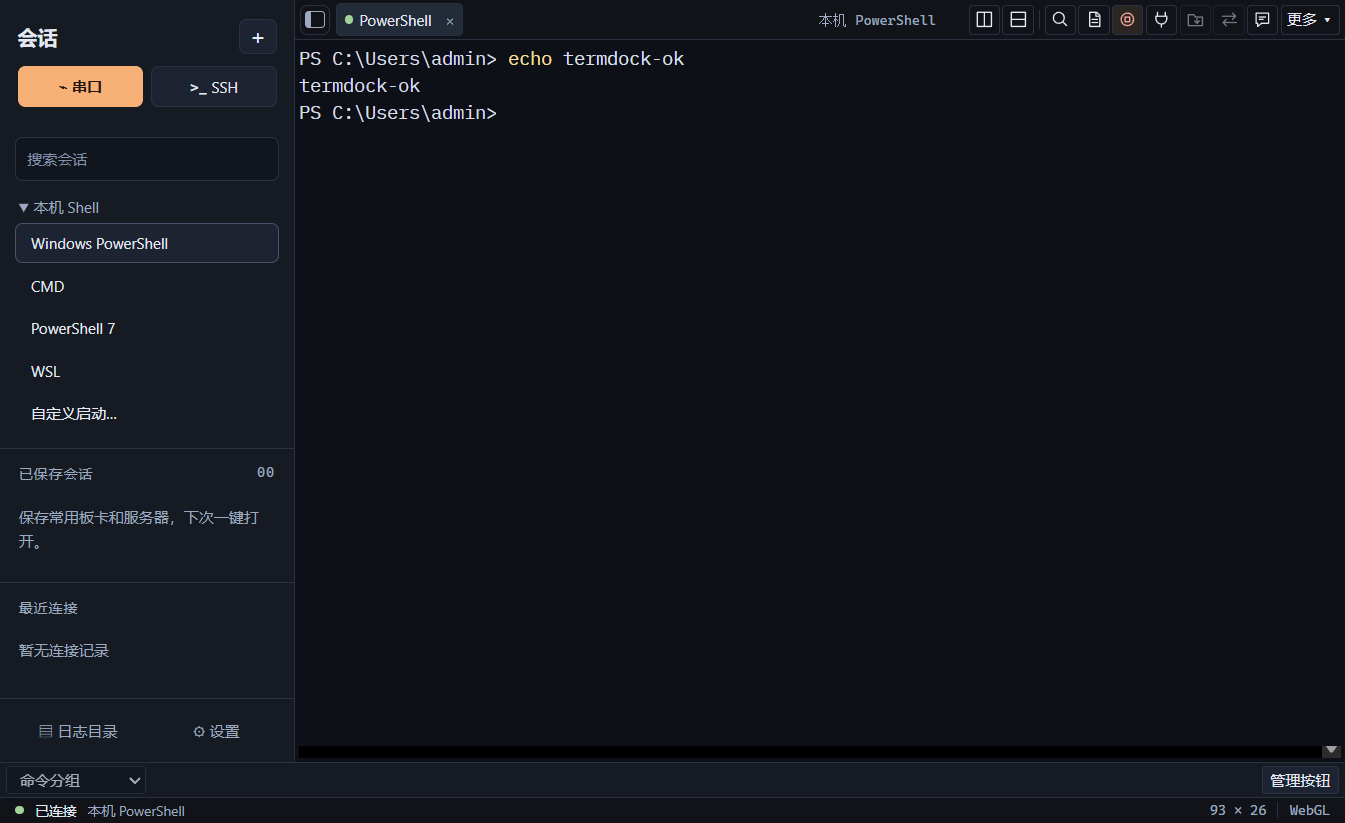 会话
+
串口
>_ SSH
搜索会话
▼ 本机 Shell
Windows PowerShell
CMD
PowerShell 7
WSL
自定义启动...
已保存会话 00
保存常用板卡和服务器，下次一键打
开。
最近连接
暂无连接记录
日志目录
设置
PowerShell ×
本机 PowerShell
更多
PS C:\Users\admin> echo termdock-ok
termdock-ok
PS C:\Users\admin>
命令分组
管理按钮
已连接 本机 PowerShell
93 × 26
WebGL